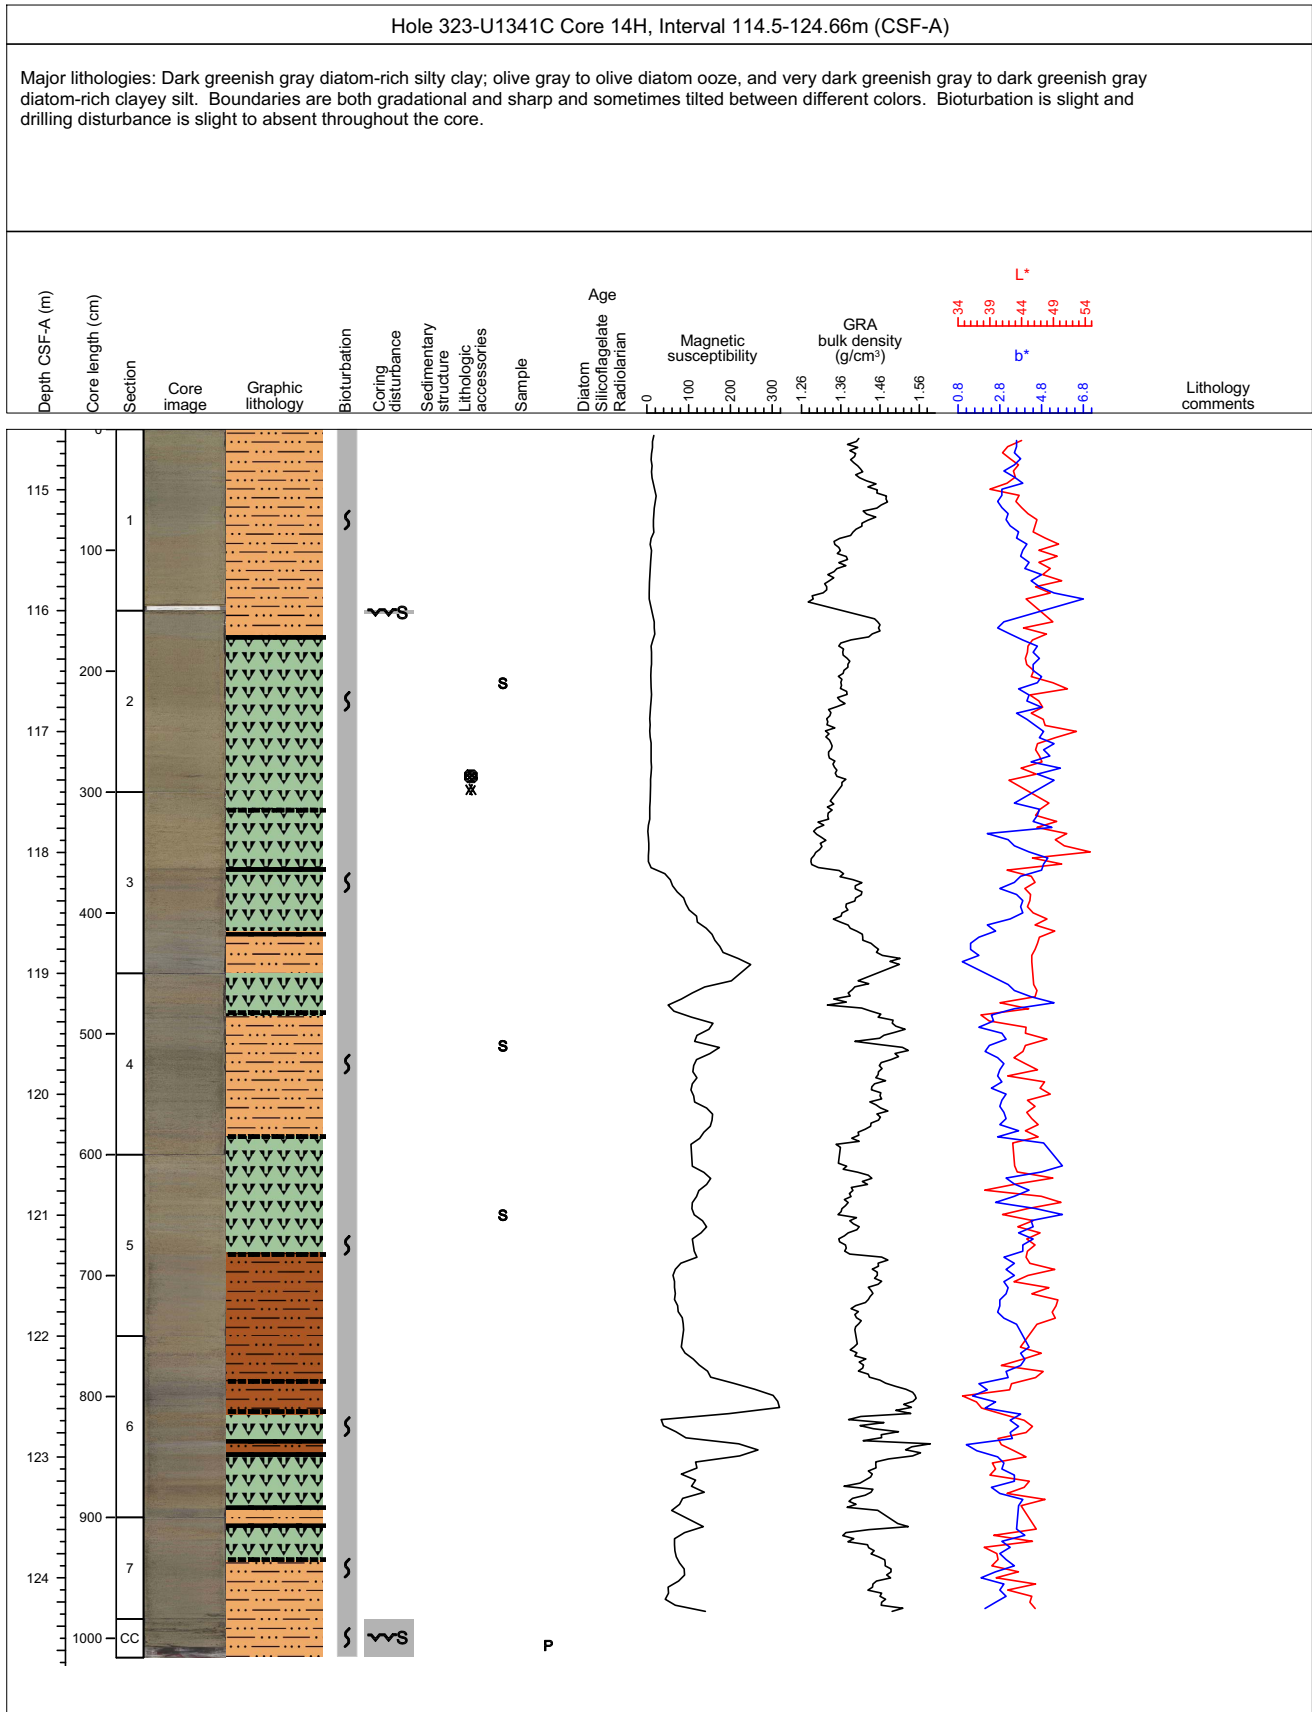 Hole 323-U1341C Core 14H, Interval 114.5-124.66m (CSF-A)
Major lithologies: Dark greenish gray diatom-rich silty clay; olive gray to olive diatom ooze, and very dark greenish gray to dark greenish gray
diatom-rich clayey silt. Boundaries are both gradational and sharp and sometimes tilted between different colors. Bioturbation is slight and
drilling disturbance is slight to absent throughout the core.
Depth CSF-A (m)
Core length (cm)
Section
Core
image
Graphic
lithology
Bioturbation
Coring
disturbance
Sedimentary
structure
Lithologic
accessories
Sample
Age
Diatom
Silicoflagelate
Radiolarian
Magnetic
susceptibility
0 100 200 300
GRA
bulk density
(g/cm³)
1.26 1.36 1.46 1.56
L*
34 39 44 49 54
b*
0.8 2.8 4.8 6.8
Lithology
comments
0
115
1
100
116
S
200
S
2
117
300
118
3
400
119
500
S
4
120
600
121
S
5
700
122
800
6
123
900
7
124
1000
CC
S
P